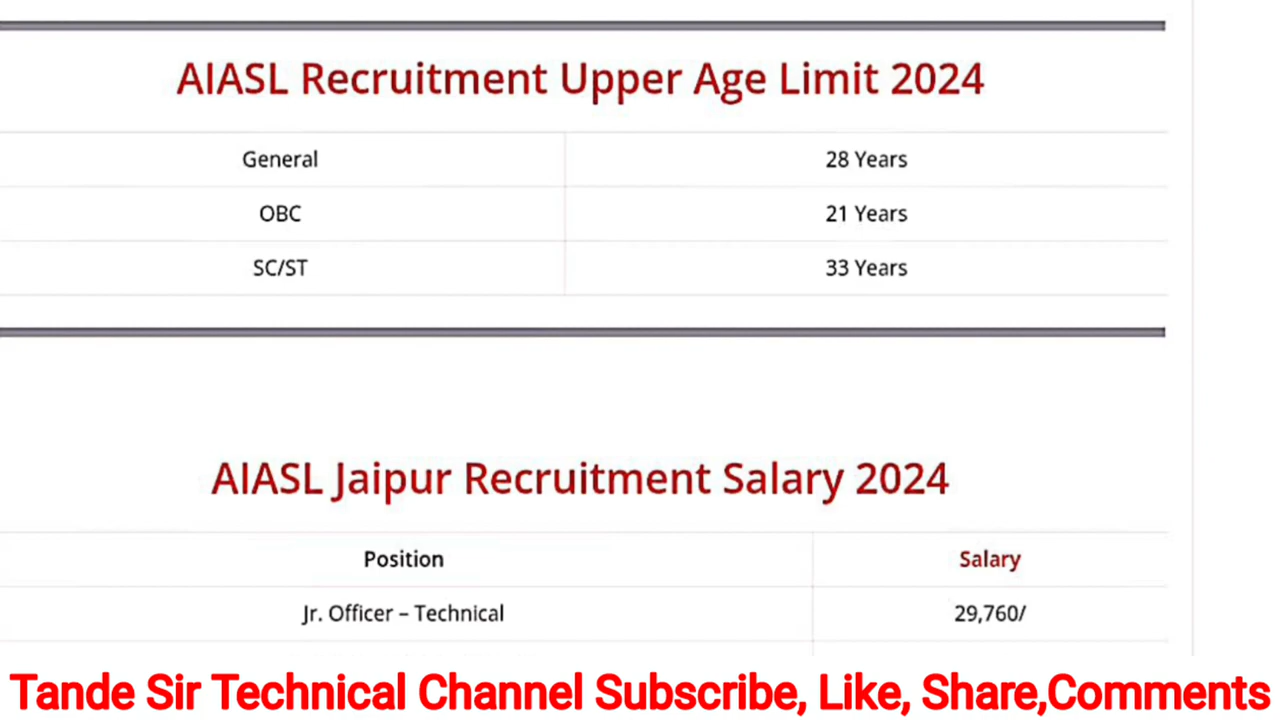 AIASL Recruitment Upper Age Limit 2024
General 28 Years
OBC 21 Years
SC/ST 33 Years
AIASL Jaipur Recruitment Salary 2024
Position Salary
Jr. Officer – Technical 29,760/
Tande Sir Technical Channel Subscribe, Like, Share,Comments